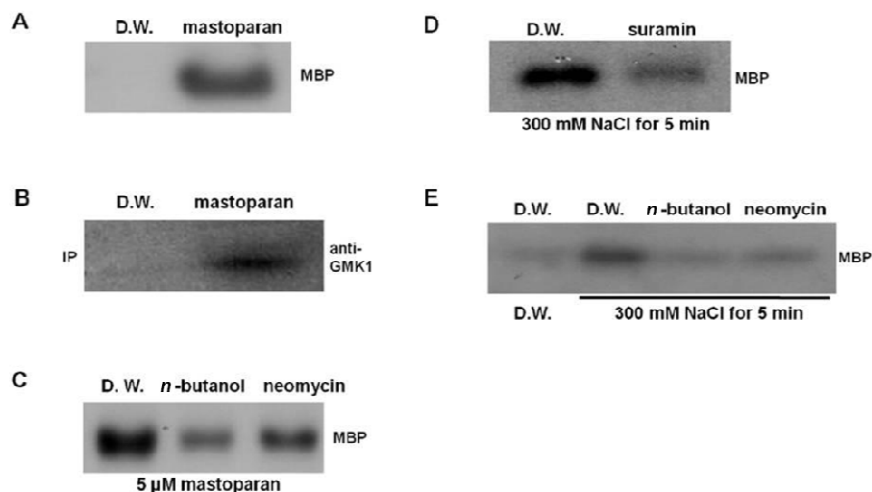 A
D.W. mastoparan
MBP
B
D.W. mastoparan
IP
anti-
GMK1
C
D. W. n-butanol neomycin
MBP
5 µM mastoparan
D
D.W. suramin
MBP
300 mM NaCl for 5 min
E
D.W. D.W. n-butanol neomycin
MBP
D.W. 300 mM NaCl for 5 min